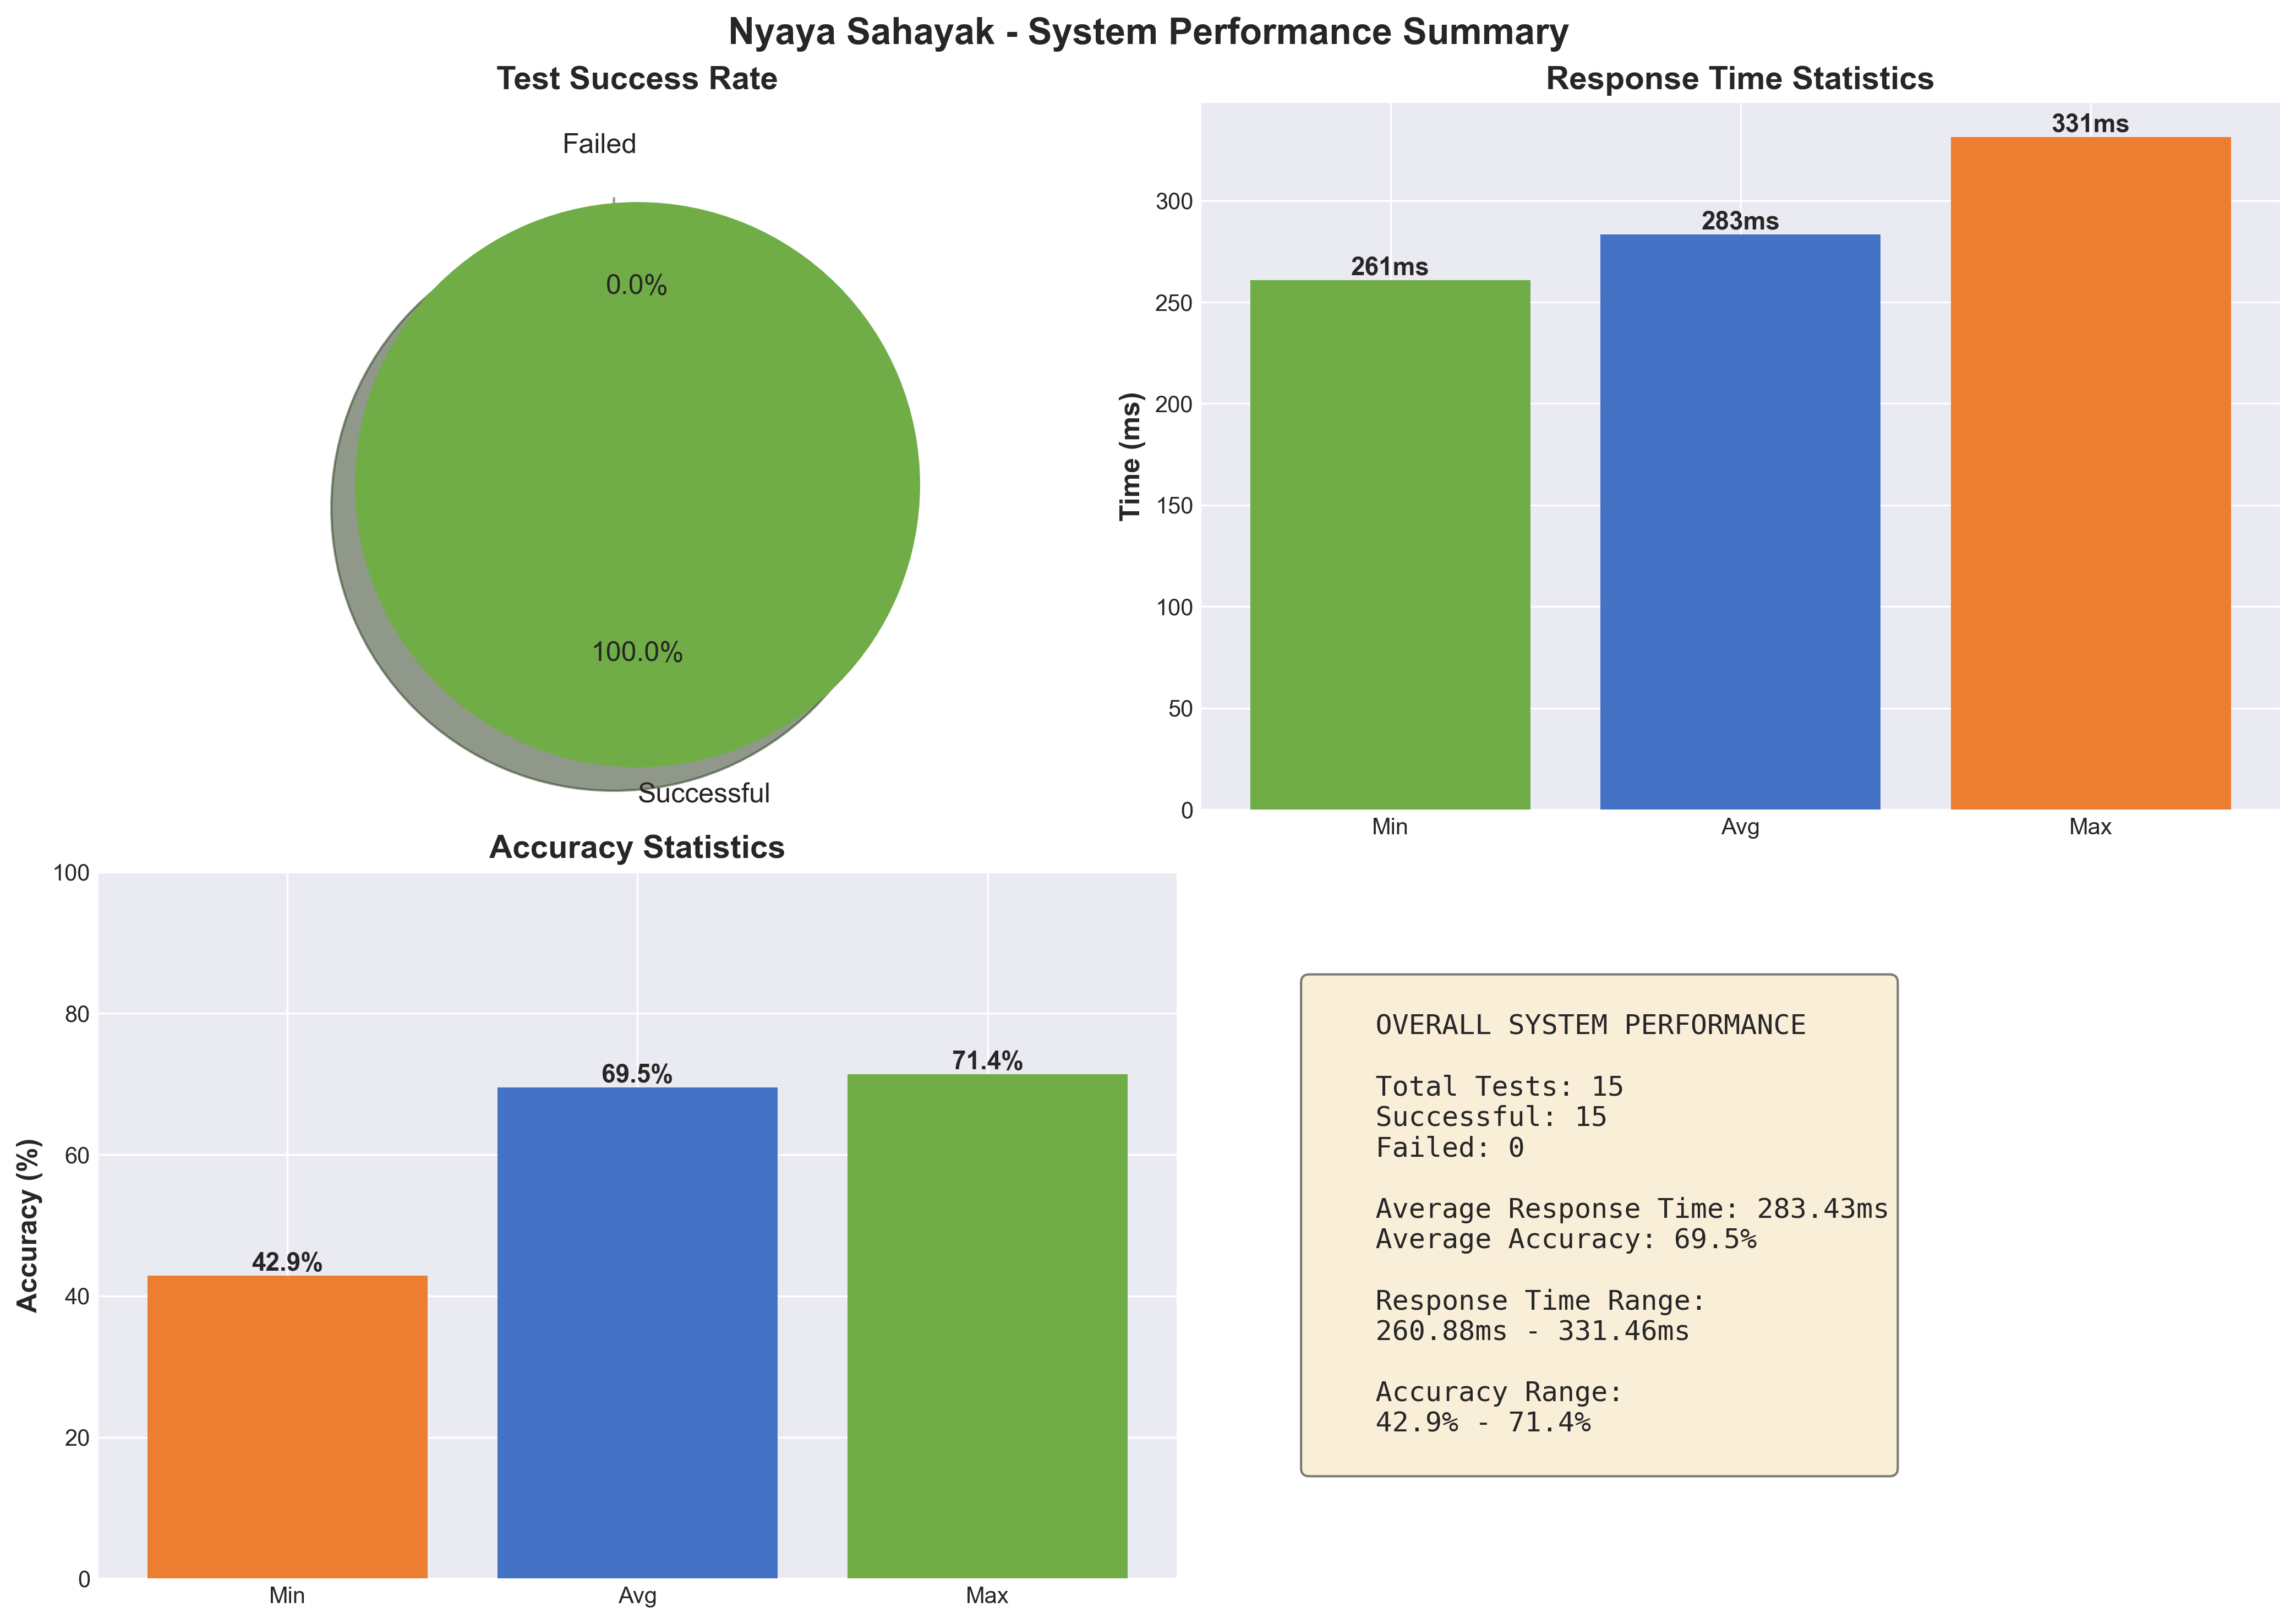 Nyaya Sahayak - System Performance Summary
Test Success Rate
Failed
0.0%
100.0%
Successful
Response Time Statistics
Time (ms)
300
250
200
150
100
50
0
261ms
283ms
331ms
Min
Avg
Max
Accuracy Statistics
Accuracy (%)
100
80
60
40
20
0
42.9%
69.5%
71.4%
Min
Avg
Max
OVERALL SYSTEM PERFORMANCE
Total Tests: 15
Successful: 15
Failed: 0
Average Response Time: 283.43ms
Average Accuracy: 69.5%
Response Time Range:
260.88ms - 331.46ms
Accuracy Range:
42.9% - 71.4%